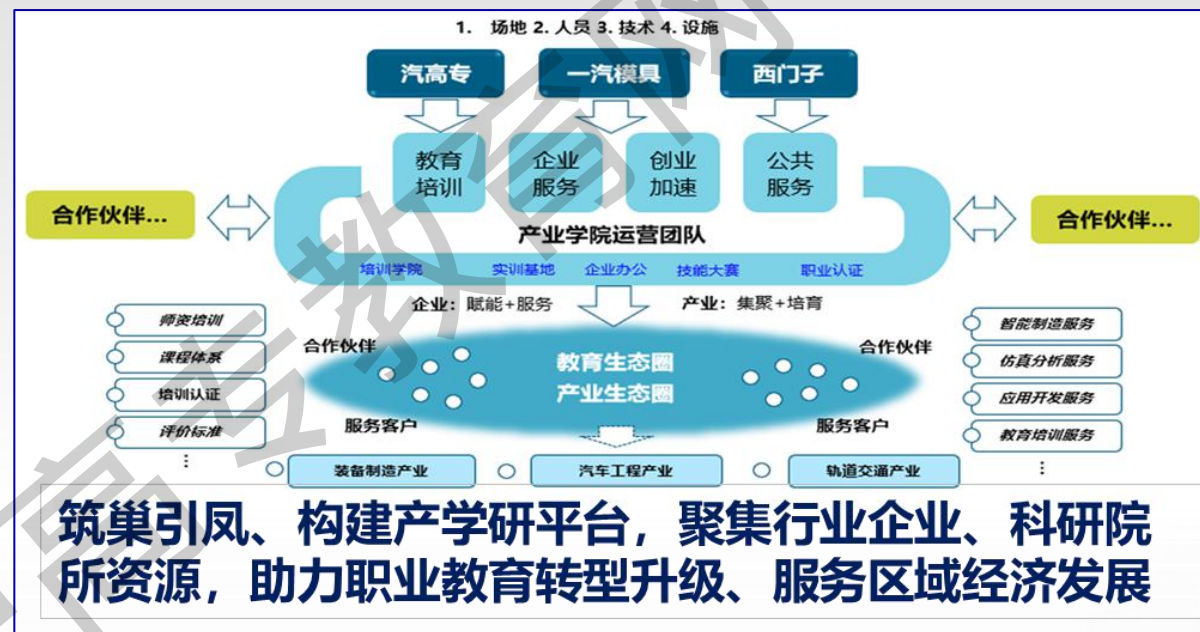 1. 场地 2. 人员 3. 技术 4. 设施
汽高专
一汽模具
西门子
教育
培训
企业
服务
创业
加速
公共
服务
合作伙伴...
合作伙伴...
产业学院运营团队
培训学院 实训基地 企业办公 技能大赛 职业认证
企业：赋能+服务
产业：集聚+培育
师资培训
课程体系
培训认证
评价标准
⋮
合作伙伴
合作伙伴
教育生态圈
产业生态圈
服务客户
服务客户
智能制造服务
仿真分析服务
应用开发服务
教育培训服务
⋮
装备制造产业
汽车工程产业
轨道交通产业
筑巢引凤、构建产学研平台，聚集行业企业、科研院
所资源，助力职业教育转型升级、服务区域经济发展
高专教育网